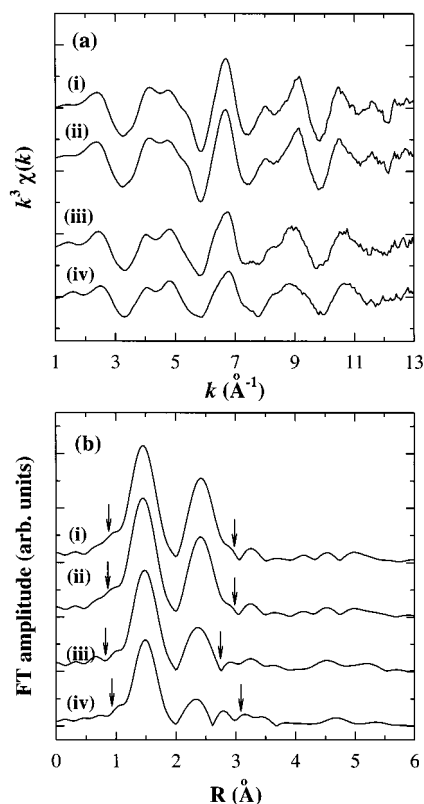 (a)
(i)
(ii)
(iii)
(iv)
k³ χ(k)
1 3 5 7 9 11 13
k (Å⁻¹)
(b)
(i)
(ii)
(iii)
(iv)
FT amplitude (arb. units)
0 1 2 3 4 5 6
R (Å)